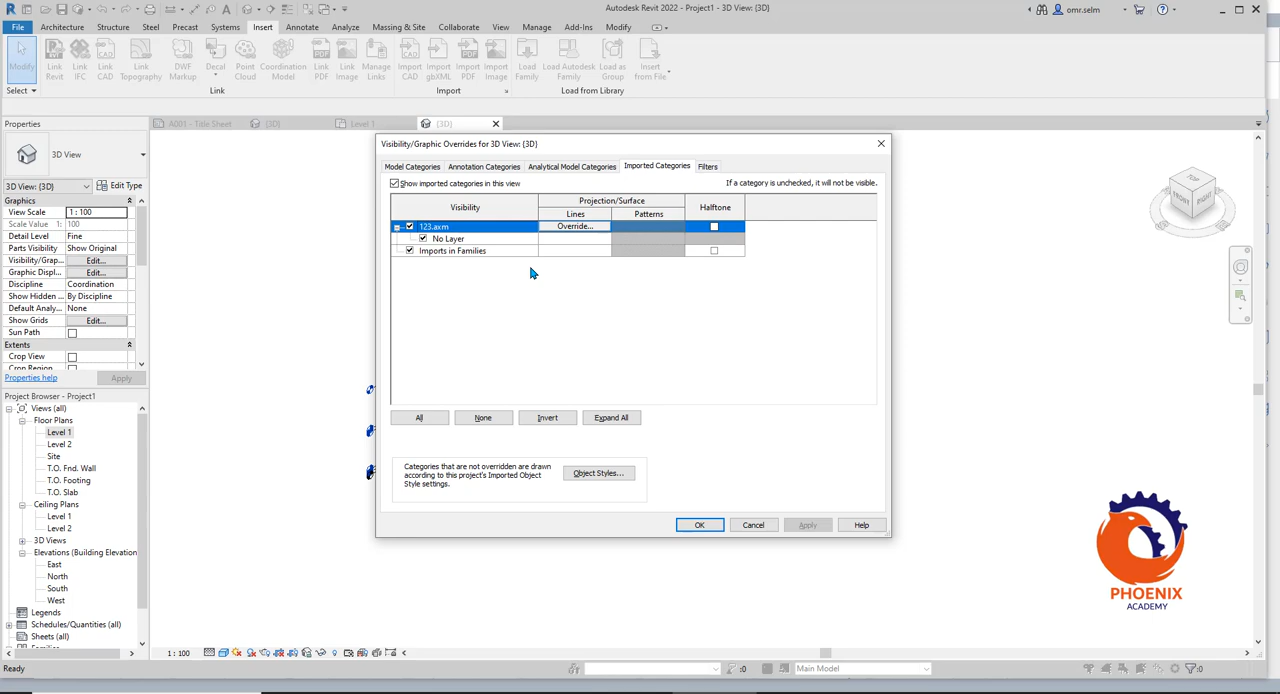 Autodesk Revit 2022 - Project1 - 3D View: {3D}
omr.selm
File Architecture Structure Steel Precast Systems Insert Annotate Analyze Massing & Site Collaborate View Manage Add-Ins Modify
Modify
Link Revit
Link IFC
Link CAD
Link Topography
DWF Markup
Decal
Point Cloud
Coordination Model
Link PDF
Link Image
Manage Links
Import CAD
Import gbXML
Import PDF
Import Image
Load Family
Load Autodesk Family
Load as Group
Insert from File
Select
Link
Import
Load from Library
Properties
A001 - Title Sheet
{3D}
Level 1
{3D}
3D View
3D View: {3D}
Edit Type
Graphics
View Scale 1 : 100
Scale Value 1: 100
Detail Level Fine
Parts Visibility Show Original
Visibility/Grap... Edit...
Graphic Displ... Edit...
Discipline Coordination
Show Hidden ... By Discipline
Default Analy... None
Show Grids Edit...
Sun Path
Extents
Crop View
Crop Region
Properties help
Apply
Project Browser - Project1
Views (all)
Floor Plans
Level 1
Level 2
Site
T.O. Fnd. Wall
T.O. Footing
T.O. Slab
Ceiling Plans
Level 1
Level 2
3D Views
Elevations (Building Elevation
East
North
South
West
Legends
Schedules/Quantities (all)
Sheets (all)
Visibility/Graphic Overrides for 3D View: {3D}
Model Categories Annotation Categories Analytical Model Categories Imported Categories Filters
Show imported categories in this view
If a category is unchecked, it will not be visible.
Visibility
Projection/Surface
Lines
Patterns
Halftone
123.axm Override...
No Layer
Imports in Families
All None Invert Expand All
Categories that are not overridden are drawn
according to this project's Imported Object
Style settings.
Object Styles...
OK Cancel Apply Help
TOP
FRONT
RIGHT
PHOENIX
ACADEMY
1 : 100
Ready
:0
Main Model
:0